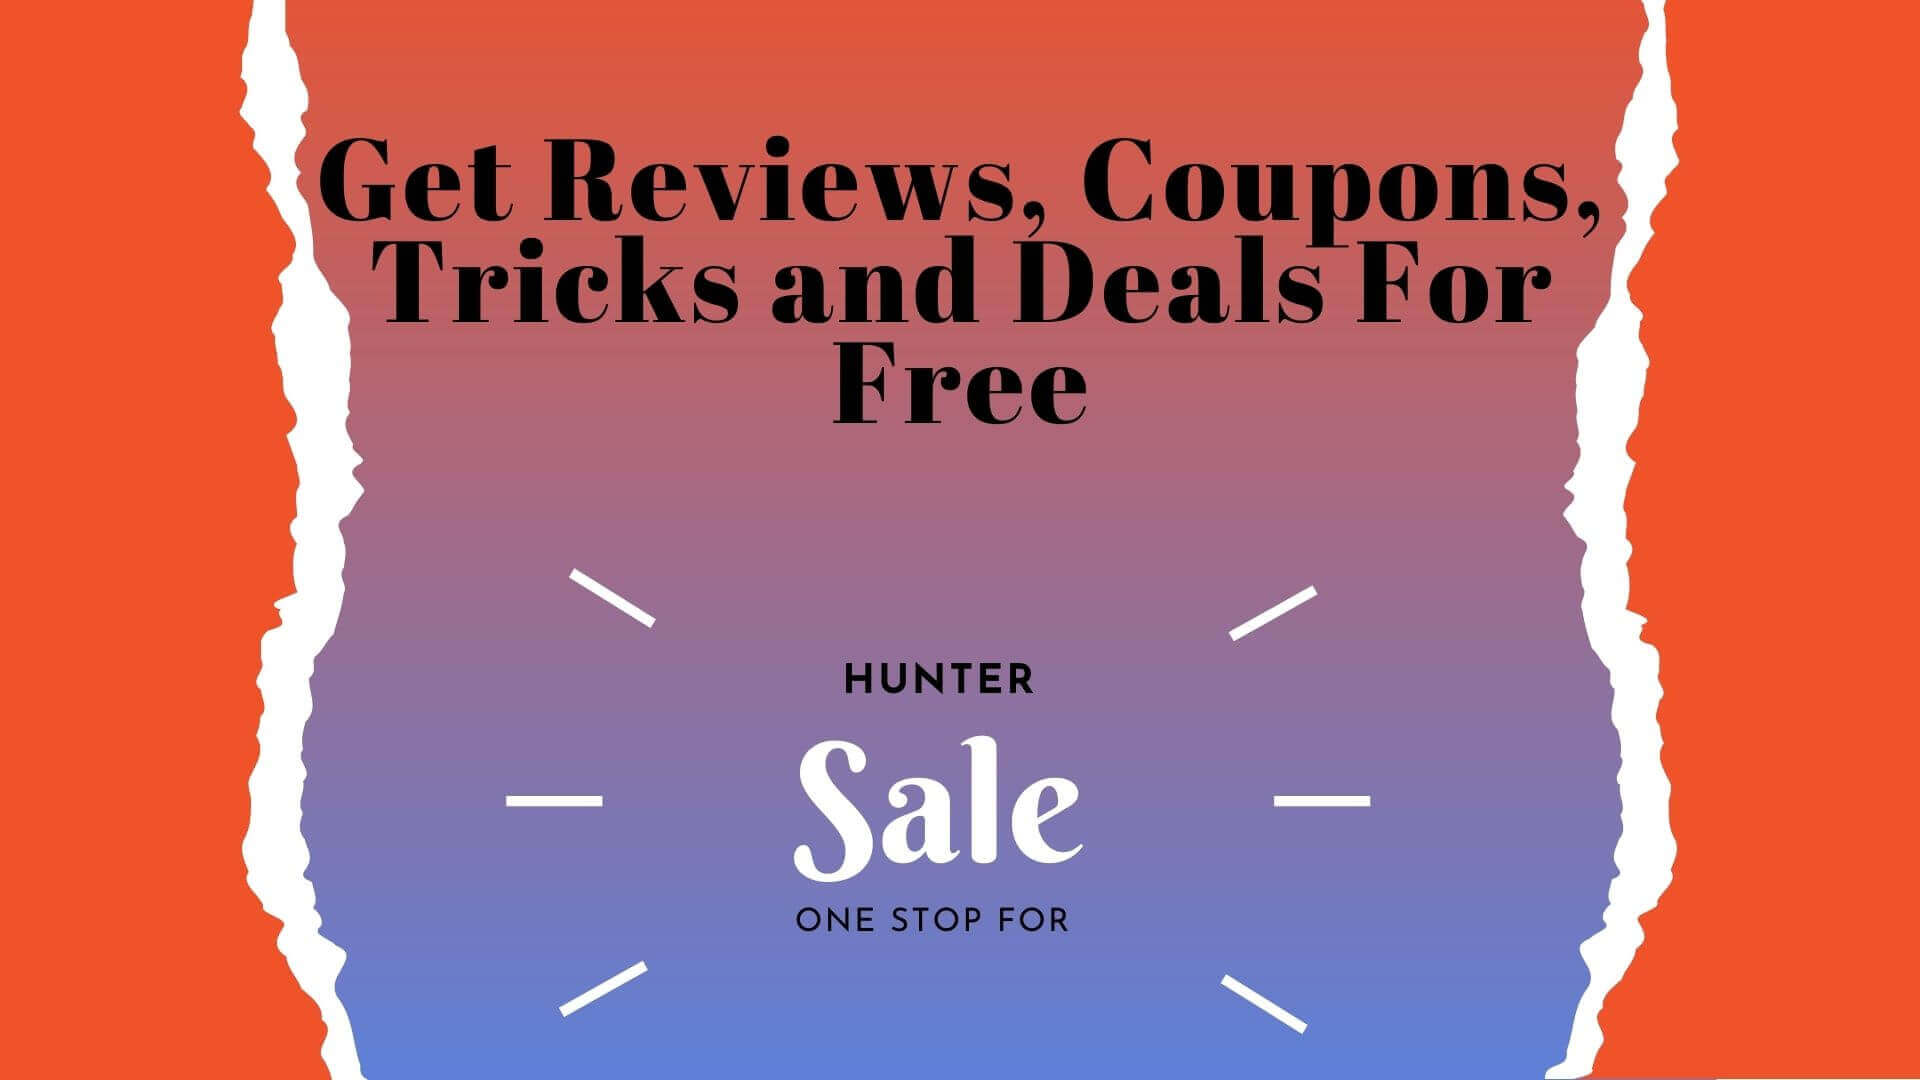 Get Reviews, Coupons,
Tricks and Deals For
Free
HUNTER
Sale
ONE STOP FOR